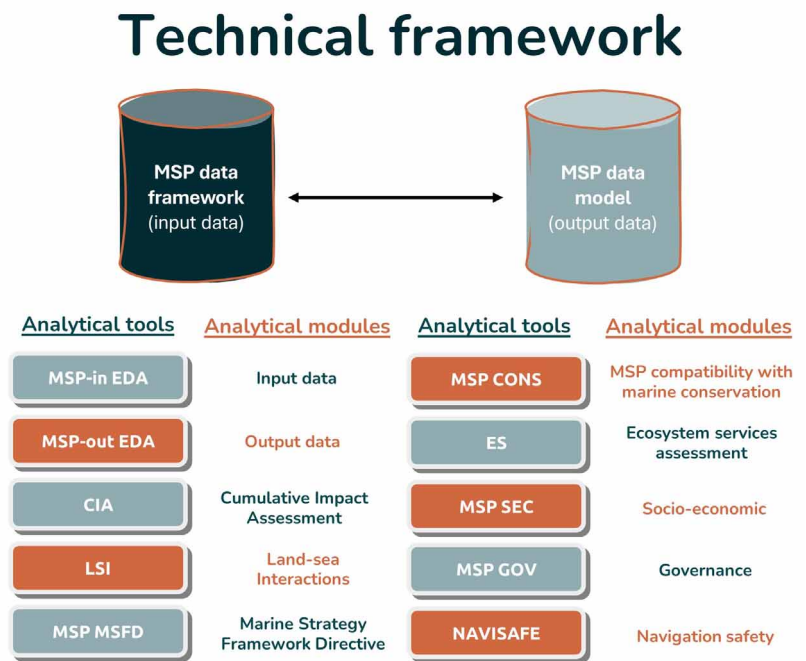 Technical framework
MSP data
framework
(input data)
MSP data
model
(output data)
Analytical tools
Analytical modules
Analytical tools
Analytical modules
MSP-in EDA
Input data
MSP CONS
MSP compatibility with
marine conservation
MSP-out EDA
Output data
ES
Ecosystem services
assessment
CIA
Cumulative Impact
Assessment
MSP SEC
Socio-economic
LSI
Land-sea
Interactions
MSP GOV
Governance
MSP MSFD
Marine Strategy
Framework Directive
NAVISAFE
Navigation safety